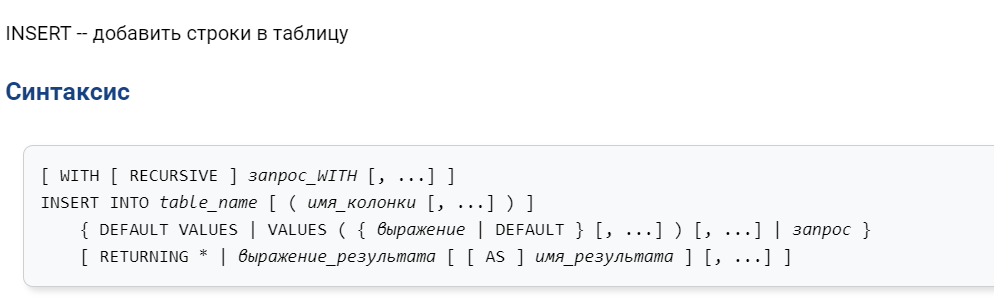 INSERT -- добавить строки в таблицу
Синтаксис
[ WITH [ RECURSIVE ] запрос_WITH [, ...] ]
INSERT INTO table_name [ ( имя_колонки [, ...] ) ]
{ DEFAULT VALUES | VALUES ( { выражение | DEFAULT } [, ...] ) [, ...] | запрос }
[ RETURNING * | выражение_результата [ [ AS ] имя_результата ] [, ...] ]